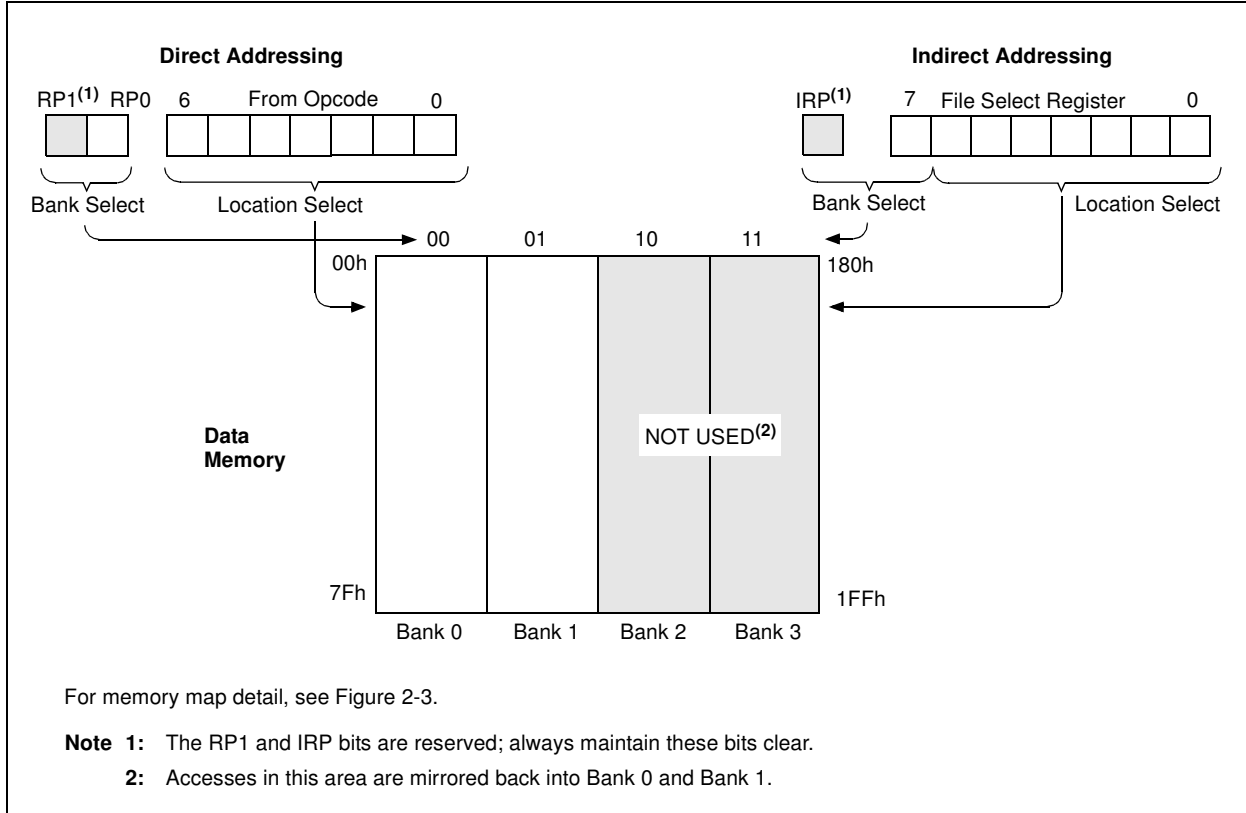 Direct Addressing
Indirect Addressing
RP1(1) RP0 6 From Opcode 0
IRP(1) 7 File Select Register 0
Bank Select Location Select
Bank Select Location Select
00 01 10 11
00h 180h
Data
Memory
NOT USED(2)
7Fh 1FFh
Bank 0 Bank 1 Bank 2 Bank 3
For memory map detail, see Figure 2-3.
Note 1: The RP1 and IRP bits are reserved; always maintain these bits clear.
2: Accesses in this area are mirrored back into Bank 0 and Bank 1.